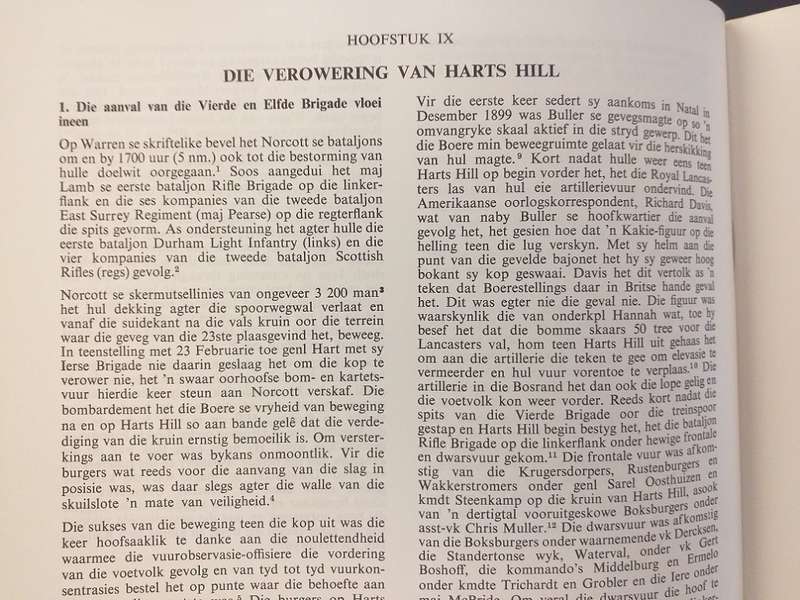 HOOFSTUK IX
DIE VEROWERING VAN HARTS HILL
1. Die aanval van die Vierde en Elfde Brigade vloei
ineen
Op Warren se skriftelike bevel het Norcott se bataljons
om en by 1700 uur (5 nm.) ook tot die bestorming van
hulle doelwit oorgegaan.¹ Soos aangedui het maj
Lamb se eerste bataljon Rifle Brigade op die linker-
flank en die ses kompanies van die tweede bataljon
East Surrey Regiment (maj Pearse) op die regterflank
die spits gevorm. As ondersteuning het agter hulle die
eerste bataljon Durham Light Infantry (links) en die
vier kompanies van die tweede bataljon Scottish
Rifles (regs) gevolg.²
Norcott se skermutsellinies van ongeveer 3 200 man³
het hul dekking agter die spoorwegwal verlaat en
vanaf die suidekant na die vals kruin oor die terrein
waar die geveg van die 23ste plaasgevind het, beweeg.
In teenstelling met 23 Februarie toe genl Hart met sy
Ierse Brigade nie daarin geslaag het om die kop te
verower nie, het 'n swaar oorhoofse bom- en kartets-
vuur hierdie keer steun aan Norcott verskaf. Die
bombardement het die Boere se vryheid van beweging
na en op Harts Hill so aan bande gelê dat die verde-
diging van die kruin ernstig bemoeilik is. Om verster-
kings aan te voer was bykans onmoontlik. Vir die
burgers wat reeds voor die aanvang van die slag in
posisie was, was daar slegs agter die walle van die
skuilslote 'n mate van veiligheid.⁴
Die sukses van die beweging teen die kop uit was die
keer hoofsaaklik te danke aan die noulettendheid
waarmee die vuurobservasie-offisiere die vordering
van die voetvolg gevolg en van tyd tot tyd vuurkon-
sentrasies bestel het op punte waar die behoefte aan
Die burgers op Harts
Vir die eerste keer sedert sy aankoms in Natal in
Desember 1899 was Buller se gevegsmagte op so 'n
omvangryke skaal aktief in die stryd gewerp. Dit het
die Boere min beweegruimte gelaat vir die herskikking
van hul magte.⁹ Kort nadat hulle weer eens teen
Harts Hill op begin vorder het, het die Royal Lancas-
ters las van hul eie artillerievuur ondervind. Die
Amerikaanse oorlogskorrespondent, Richard Davis,
wat van naby Buller se hoofkwartier die aanval
gevolg het, het gesien hoe dat 'n Kakie-figuur op die
helling teen die lug verskyn. Met sy helm aan die
punt van die gevelde bajonet het hy sy geweer hoog
bokant sy kop geswaai. Davis het dit vertolk as 'n
teken dat Boerestellings daar in Britse hande geval
het. Dit was egter nie die geval nie. Die figuur was
waarskynlik die van onderkpl Hannah wat, toe hy
besef het dat die bomme skaars 50 tree voor die
Lancasters val, hom teen Harts Hill uit gehaas het
om aan die artillerie die teken te gee om elevasie te
vermeerder en hul vuur vorentoe te verplaas.¹⁰ Die
artillerie in die Bosrand het dan ook die lope gelig en
die voetvolk kon weer vorder. Reeds kort nadat die
spits van die Vierde Brigade oor die treinspoor
gestap en Harts Hill begin bestyg het, het die bataljon
Rifle Brigade op die linkerflank onder hewige frontale
en dwarsvuur gekom.¹¹ Die frontale vuur was afkom-
stig van die Krugersdorpers, Rustenburgers en
Wakkerstromers onder genl Sarel Oosthuizen en
kmdt Steenkamp op die kruin van Harts Hill, asook
van 'n dertigtal vooruitgeskowe Boksburgers onder
asst-vk Chris Muller.¹² Die dwarsvuur was afkomstig
van die Boksburgers onder waarnemende vk Dercksen,
die Standertonse wyk, Waterval, onder vk Gert
Boshoff, die kommando's Middelburg en Ermelo
onder kmdte Trichardt en Grobler en die Iere onder
maj McBride. Om veral die dwarsvuur die hoof te